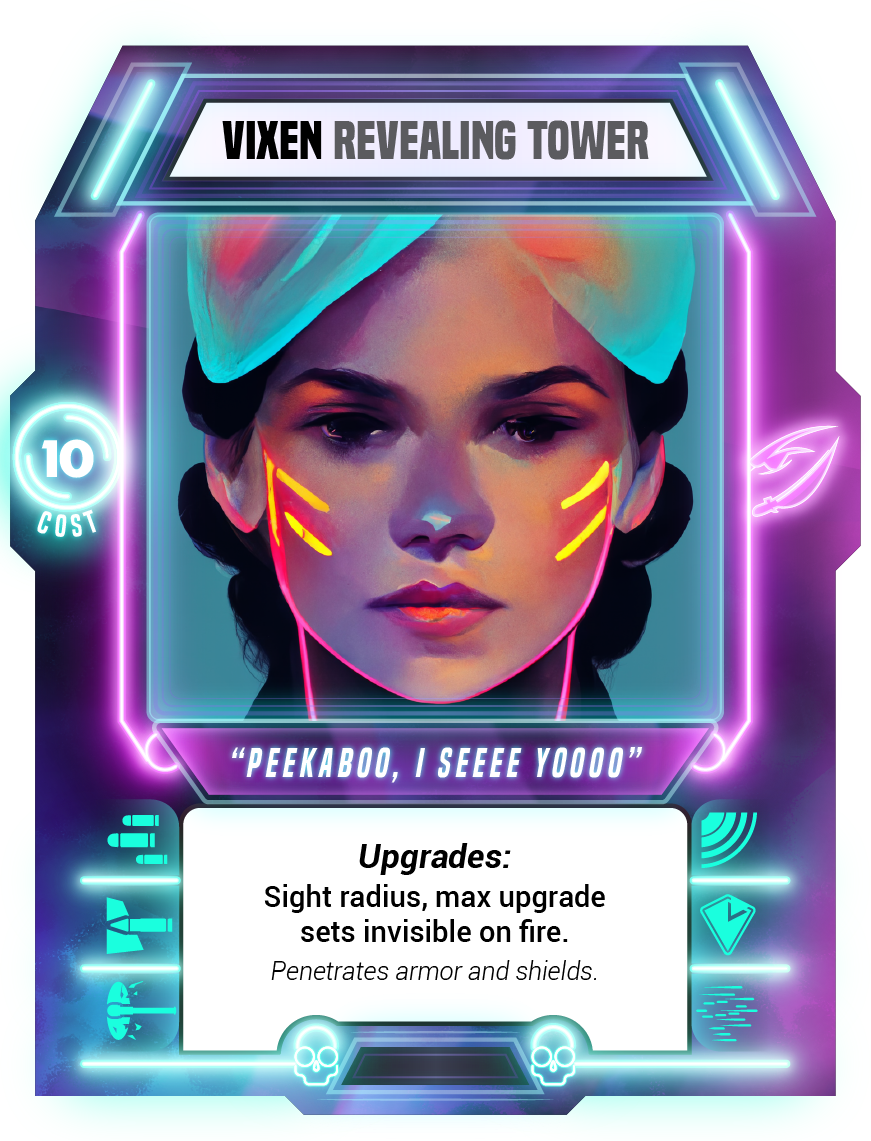 VIXEN REVEALING TOWER
10
COST
“PEEKABOO, I SEEEE YOOOO”
Upgrades:
Sight radius, max upgrade
sets invisible on fire.
Penetrates armor and shields.